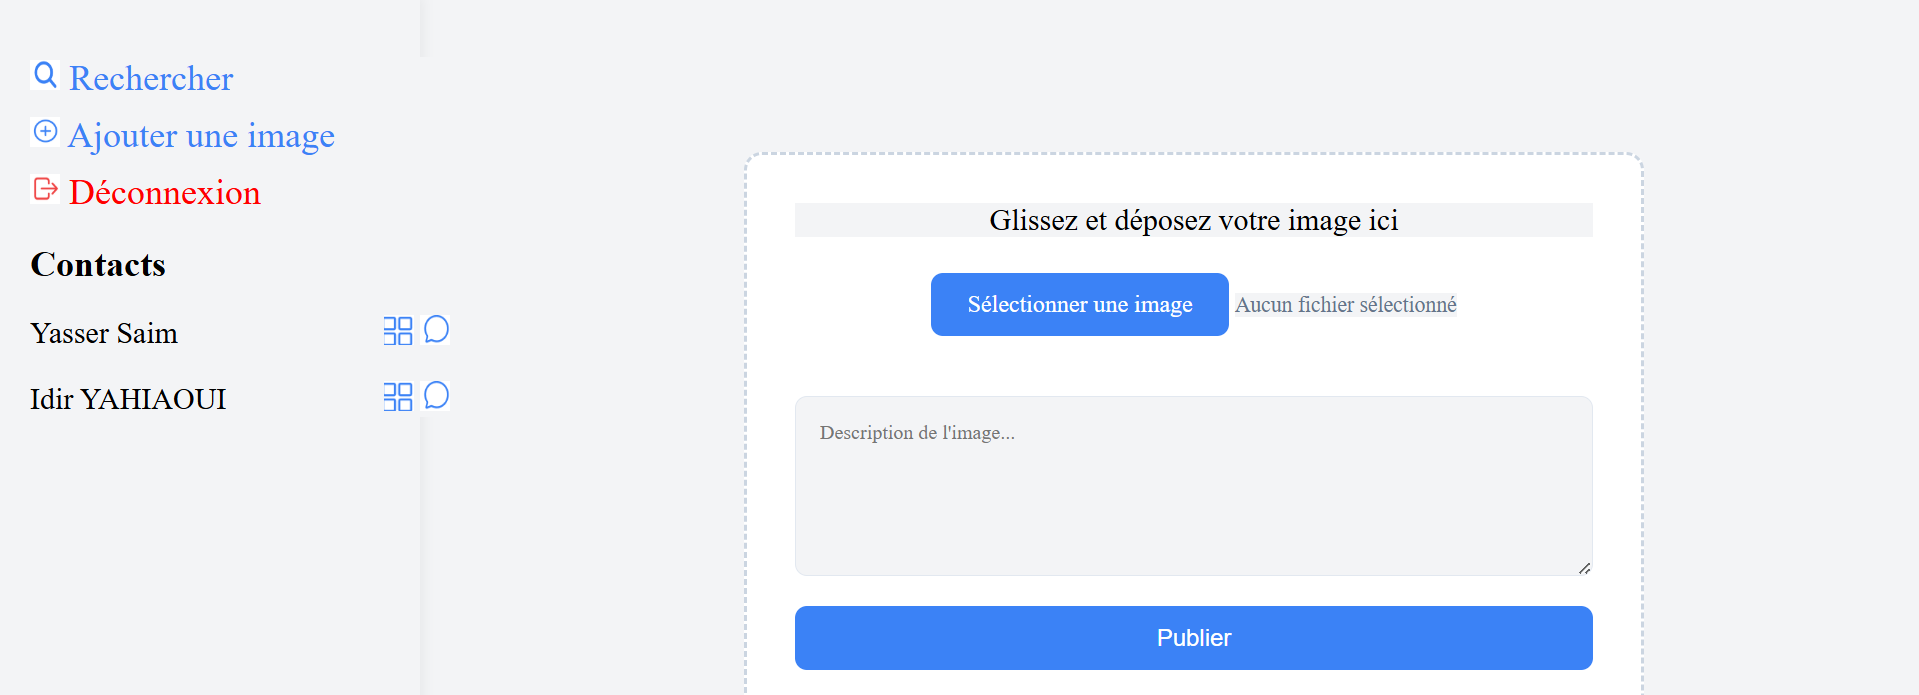 Rechercher
Ajouter une image
Déconnexion
Contacts
Yasser Saim
Idir YAHIAOUI
Glissez et déposez votre image ici
Sélectionner une image Aucun fichier sélectionné
Description de l'image...
Publier